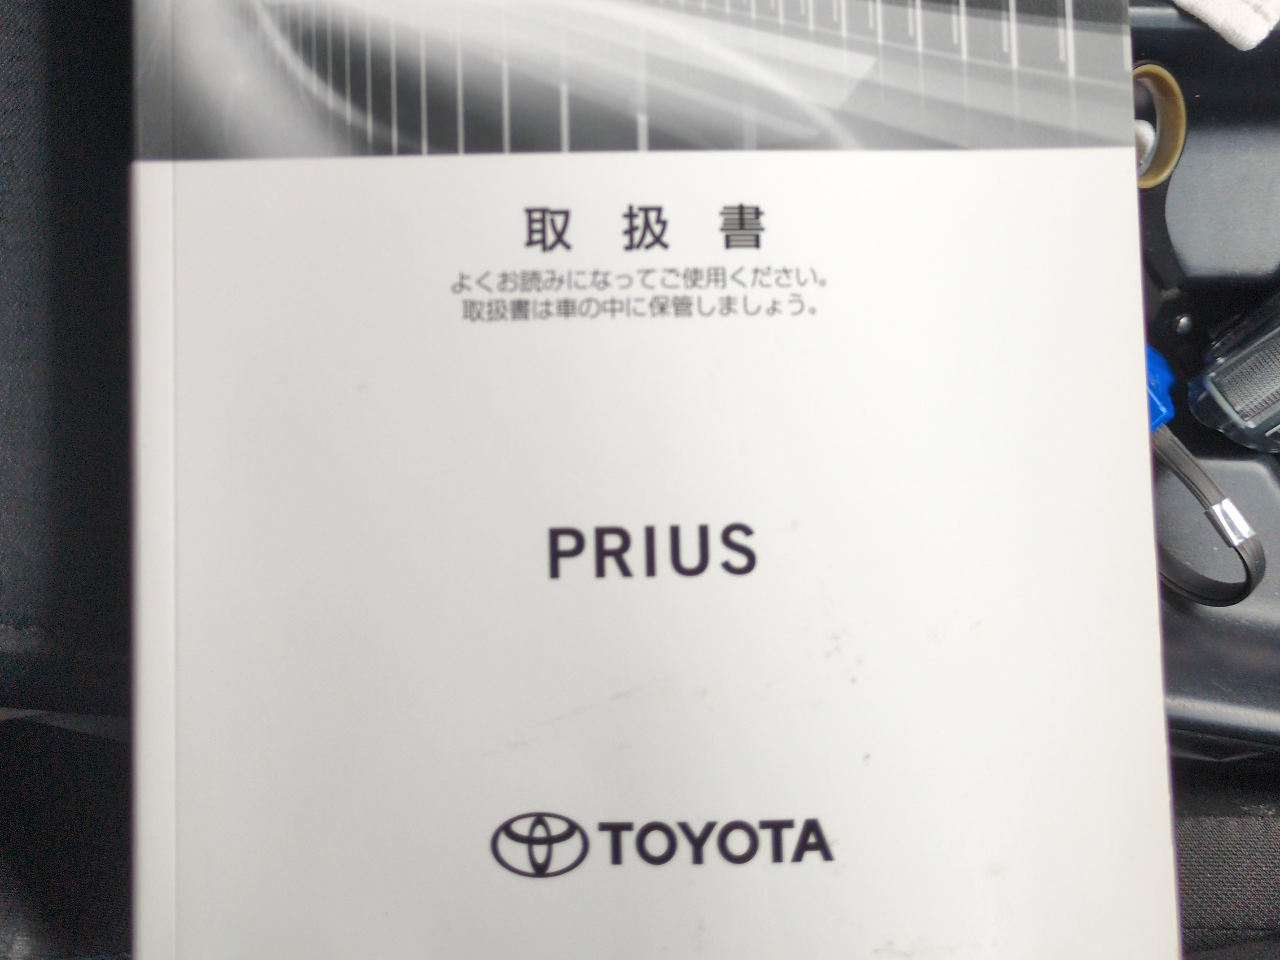 取扱書
よくお読みになってご使用ください。
取扱書は車の中に保管しましょう。
PRIUS
TOYOTA